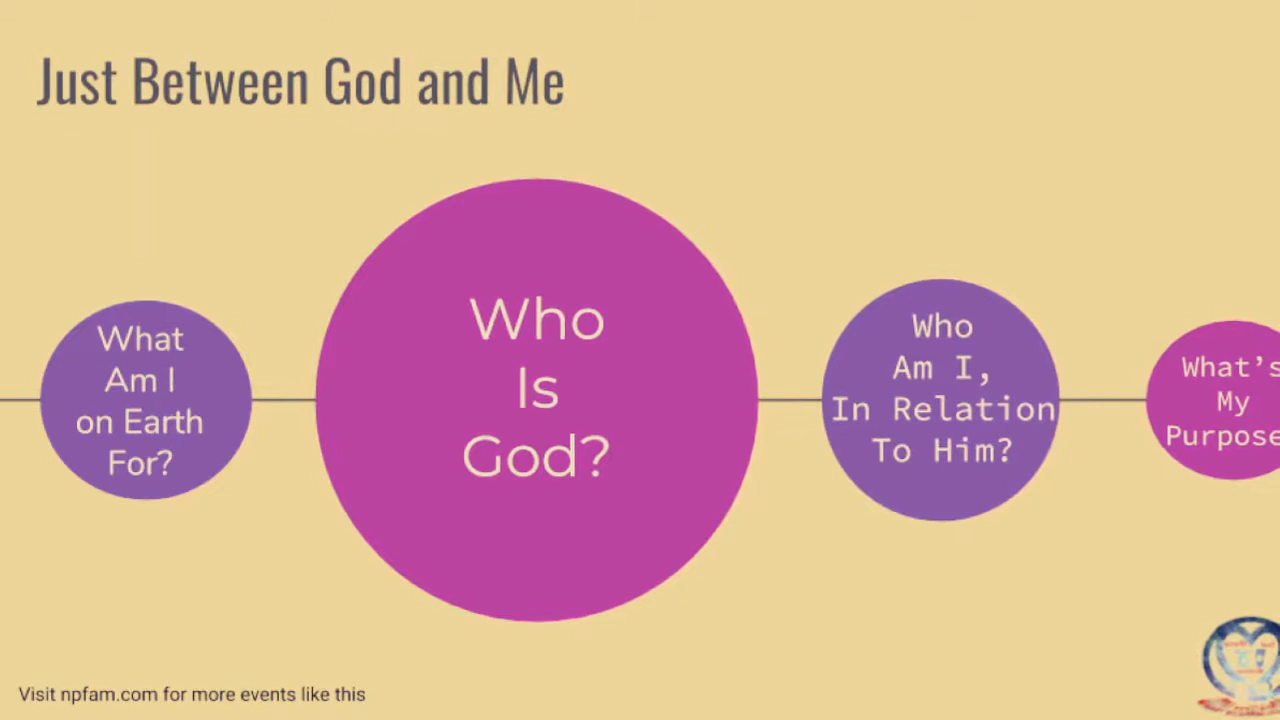 Just Between God and Me
What
Am I
on Earth
For?
Who
Is
God?
Who
Am I,
In Relation
To Him?
What's
My
Purpose
Visit npfam.com for more events like this